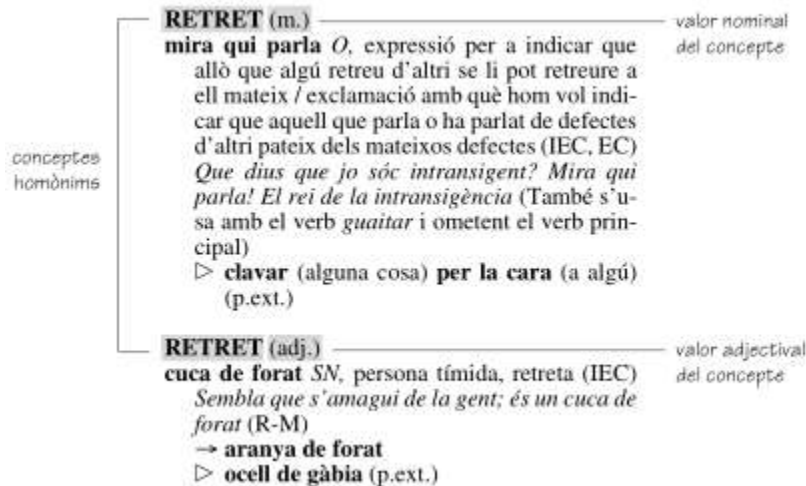 RETRET (m.)
valor nominal
del concepte
mira qui parla O, expressió per a indicar que
allò que algú retreu d'altri se li pot retreure a
ell mateix / exclamació amb què hom vol indi-
car que aquell que parla o ha parlat de defectes
d'altri pateix dels mateixos defectes (IEC, EC)
Que dius que jo sóc intransigent? Mira qui
parla! El rei de la intransigència (També s'u-
sa amb el verb guaitar i ometent el verb prin-
cipal)
▷ clavar (alguna cosa) per la cara (a algú)
(p.ext.)
conceptes
homònims
RETRET (adj.)
valor adjectival
del concepte
cuca de forat SN, persona tímida, retreta (IEC)
Sembla que s'amagui de la gent; és un cuca de
forat (R-M)
→ aranya de forat
▷ ocell de gàbia (p.ext.)